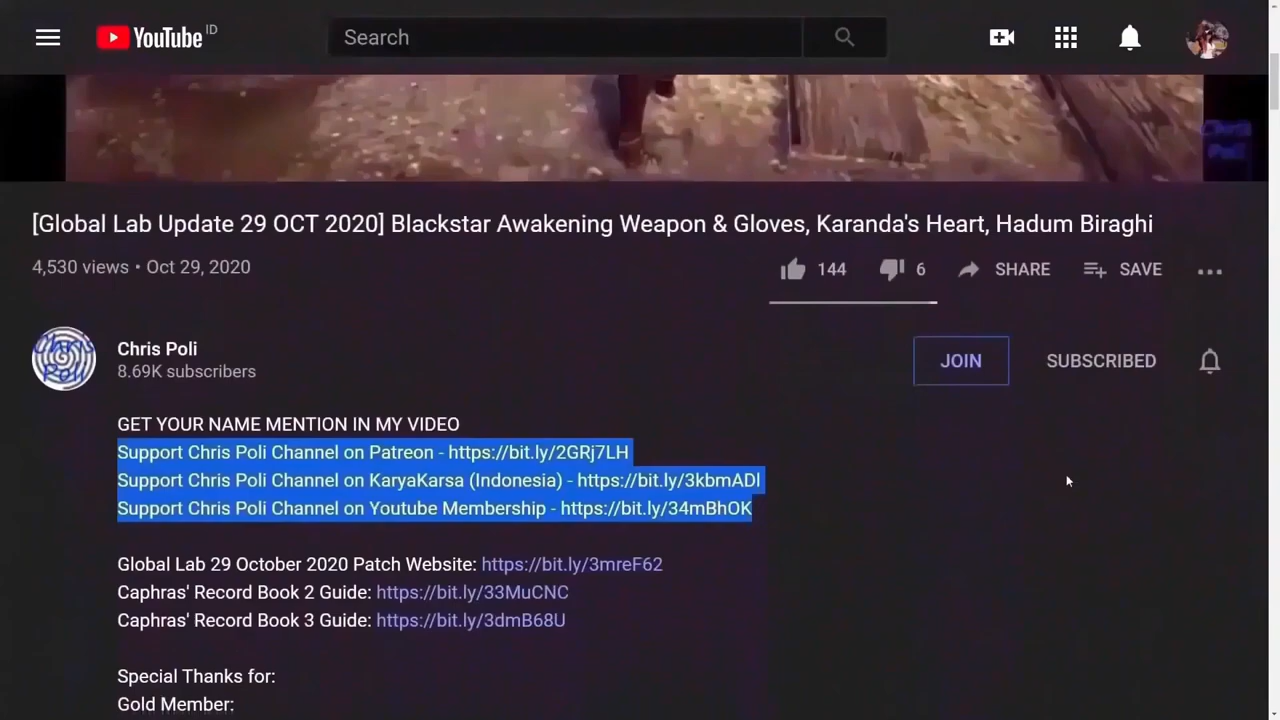 YouTube ID
Search
Chris
Poli
[Global Lab Update 29 OCT 2020] Blackstar Awakening Weapon & Gloves, Karanda's Heart, Hadum Biraghi
4,530 views • Oct 29, 2020
144
6
SHARE
SAVE
Chris
Poli
Chris Poli
8.69K subscribers
JOIN
SUBSCRIBED
GET YOUR NAME MENTION IN MY VIDEO
Support Chris Poli Channel on Patreon - https://bit.ly/2GRj7LH
Support Chris Poli Channel on KaryaKarsa (Indonesia) - https://bit.ly/3kbmADl
Support Chris Poli Channel on Youtube Membership - https://bit.ly/34mBhOK
Global Lab 29 October 2020 Patch Website: https://bit.ly/3mreF62
Caphras' Record Book 2 Guide: https://bit.ly/33MuCNC
Caphras' Record Book 3 Guide: https://bit.ly/3dmB68U
Special Thanks for:
Gold Member: